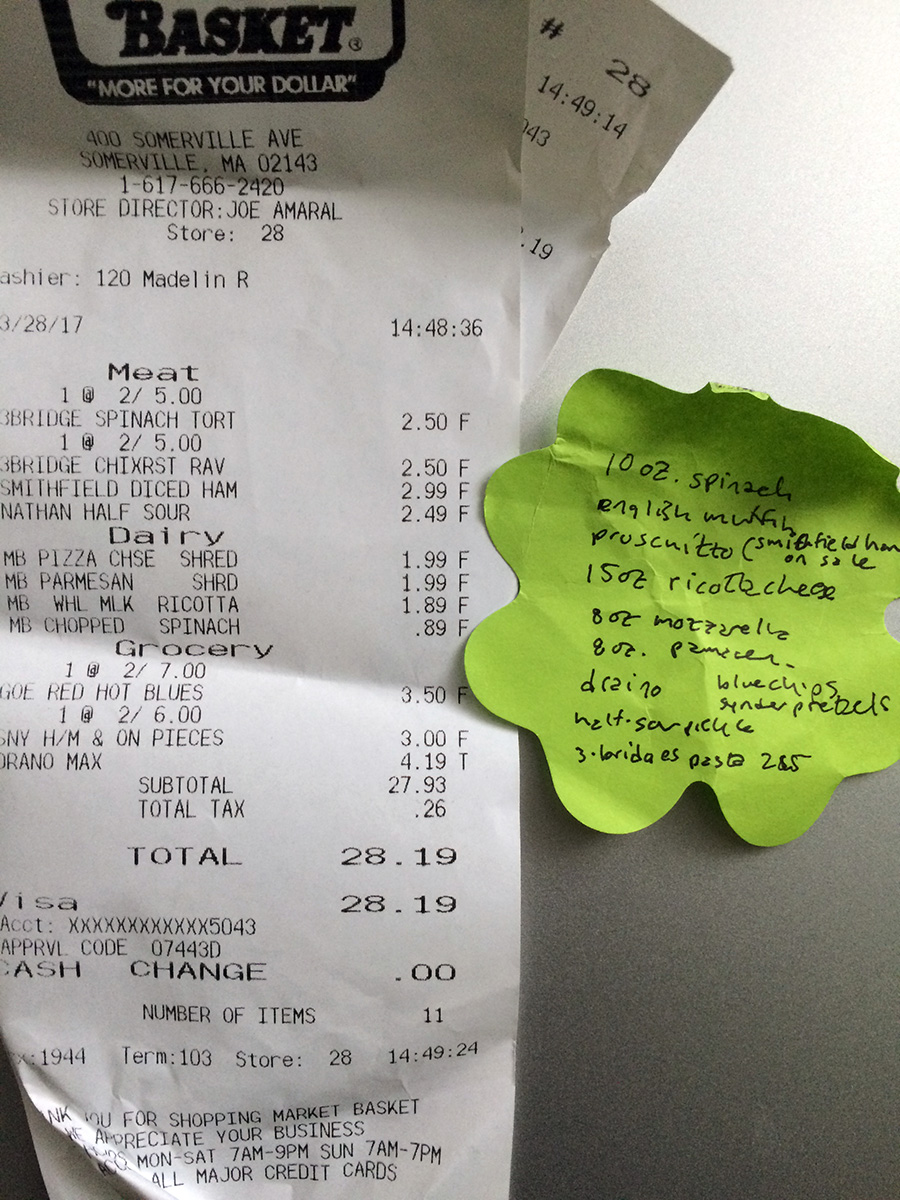 BASKET®
"MORE FOR YOUR DOLLAR"
400 SOMERVILLE AVE
SOMERVILLE, MA 02143
1-617-666-2420
STORE DIRECTOR:JOE AMARAL
Store: 28
ashier: 120 Madelin R
3/28/17 14:48:36
Meat
1 @ 2/ 5.00
3BRIDGE SPINACH TORT 2.50 F
1 @ 2/ 5.00
3BRIDGE CHIXRST RAV 2.50 F
SMITHFIELD DICED HAM 2.99 F
NATHAN HALF SOUR 2.49 F
Dairy
MB PIZZA CHSE SHRED 1.99 F
MB PARMESAN SHRD 1.99 F
MB WHL MLK RICOTTA 1.89 F
MB CHOPPED SPINACH .89 F
Grocery
1 @ 2/ 7.00
GOE RED HOT BLUES 3.50 F
1 @ 2/ 6.00
SNY H/M & ON PIECES 3.00 F
DRANO MAX 4.19 T
SUBTOTAL 27.93
TOTAL TAX .26
TOTAL 28.19
Visa 28.19
Acct: XXXXXXXXXXXX5043
APPRVL CODE 07443D
CASH CHANGE .00
NUMBER OF ITEMS 11
:1944 Term:103 Store: 28 14:49:24
ANK YOU FOR SHOPPING MARKET BASKET
WE APPRECIATE YOUR BUSINESS
MON-SAT 7AM-9PM SUN 7AM-7PM
ALL MAJOR CREDIT CARDS
#
28
14:49:14
043
.19
10 oz. spinach
english muffin
proscnitto (smithfield ham
on sale
15oz ricotta cheese
8oz mozzarella
8oz. parmesan
draino blue chips
snyder pretzels
half-sour pickle
3-bridges pasta 2@5